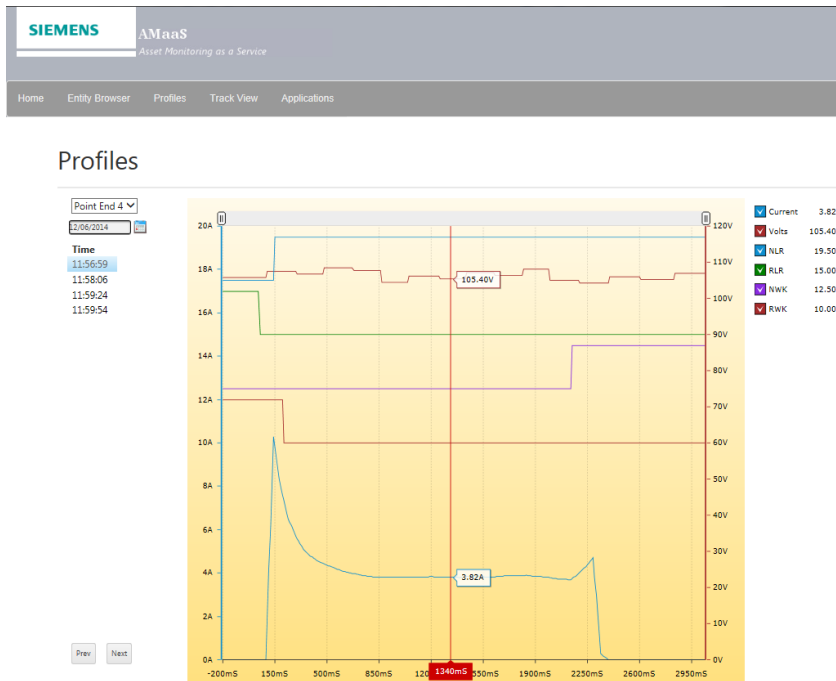 SIEMENS
AMaaS
Asset Monitoring as a Service
Home Entity Browser Profiles Track View Applications
Profiles
Point End 4
12/06/2014
Time
11:56:59
11:58:06
11:59:24
11:59:54
Prev Next
20A
18A
16A
14A
12A
10A
8A
6A
4A
2A
0A
120V
110V
100V
90V
80V
70V
60V
50V
40V
30V
20V
10V
0V
105.40V
3.82A
-200mS 150mS 500mS 850mS 120 1340mS 550mS 1900mS 2250mS 2600mS 2950mS
Current 3.82
Volts 105.40
NLR 19.50
RLR 15.00
NWK 12.50
RWK 10.00